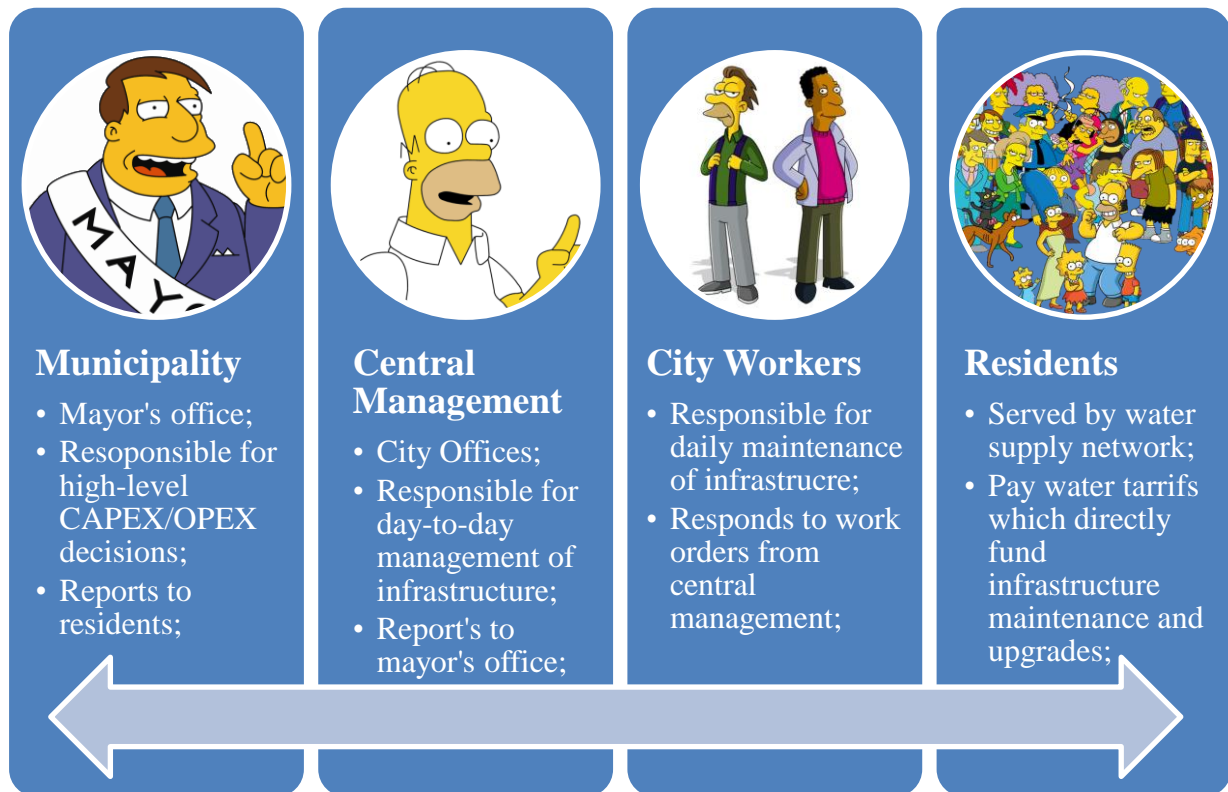 MAYO
Municipality
• Mayor's office;
• Resoponsible for
high-level
CAPEX/OPEX
decisions;
• Reports to
residents;
Central
Management
• City Offices;
• Responsible for
day-to-day
management of
infrastructure;
• Report's to
mayor's office;
City Workers
• Responsible for
daily maintenance
of infrastrucre;
• Responds to work
orders from
central
management;
Residents
• Served by water
supply network;
• Pay water tarrifs
which directly
fund
infrastructure
maintenance and
upgrades;